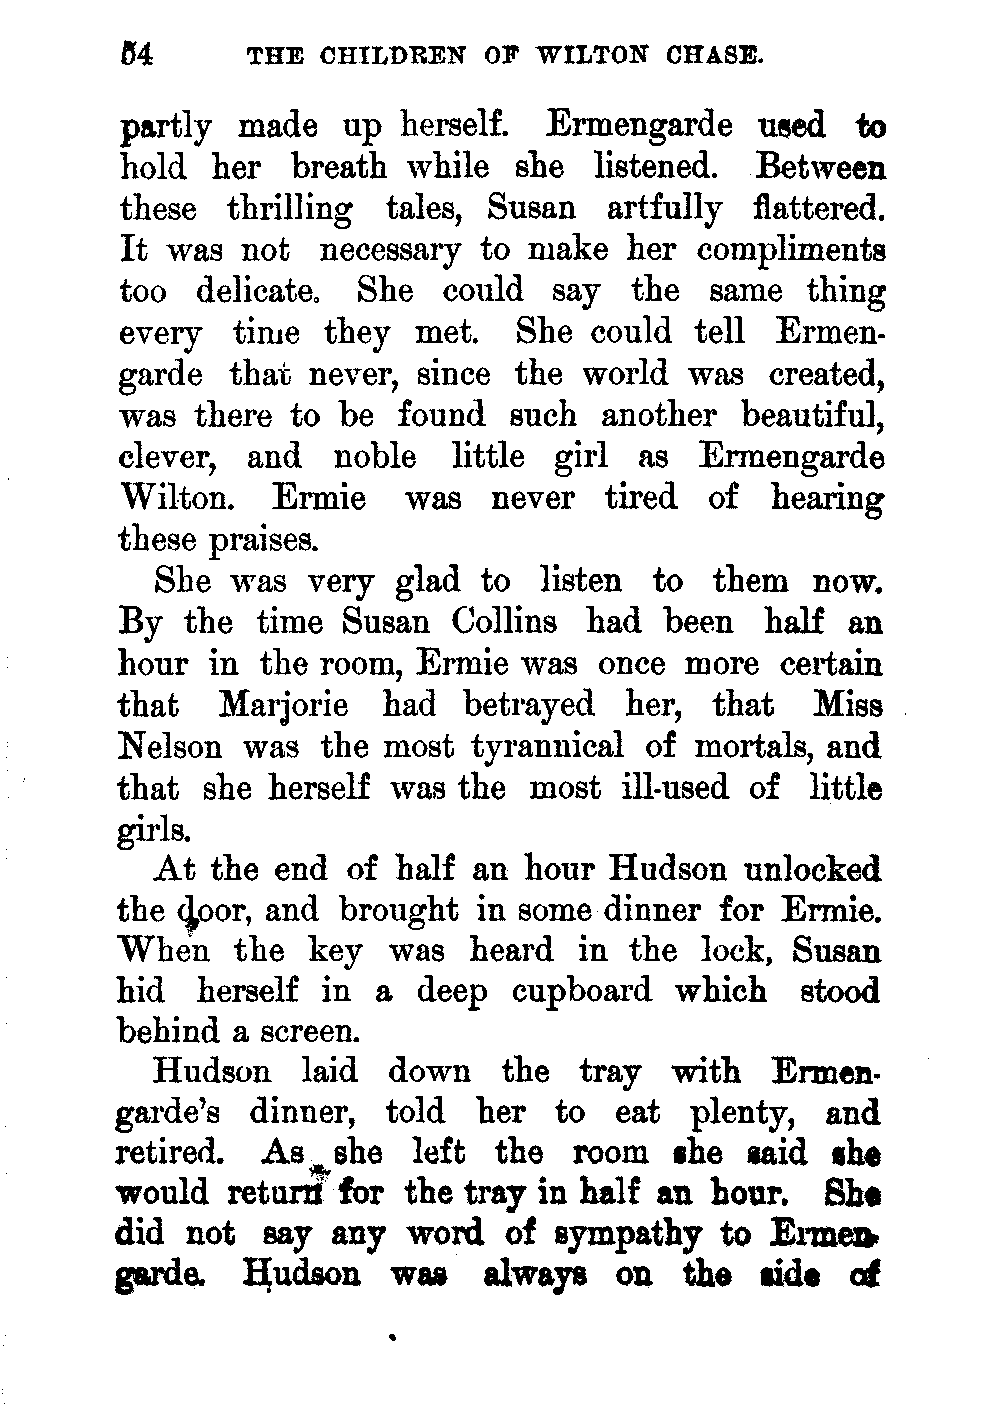 54 THE CHILDREN OF WILTON CHASE.
partly made up herself. Ermengarde used to
hold her breath while she listened. Between
these thrilling tales, Susan artfully flattered.
It was not necessary to make her compliments
too delicate. She could say the same thing
every time they met. She could tell Ermen-
garde that never, since the world was created,
was there to be found such another beautiful,
clever, and noble little girl as Ermengarde
Wilton. Ermie was never tired of hearing
these praises.
She was very glad to listen to them now.
By the time Susan Collins had been half an
hour in the room, Ermie was once more certain
that Marjorie had betrayed her, that Miss
Nelson was the most tyrannical of mortals, and
that she herself was the most ill-used of little
girls.
At the end of half an hour Hudson unlocked
the door, and brought in some dinner for Ermie.
When the key was heard in the lock, Susan
hid herself in a deep cupboard which stood
behind a screen.
Hudson laid down the tray with Ermen-
garde's dinner, told her to eat plenty, and
retired. As she left the room she said she
would return for the tray in half an hour. She
did not say any word of sympathy to Ermen-
garde. Hudson was always on the side of